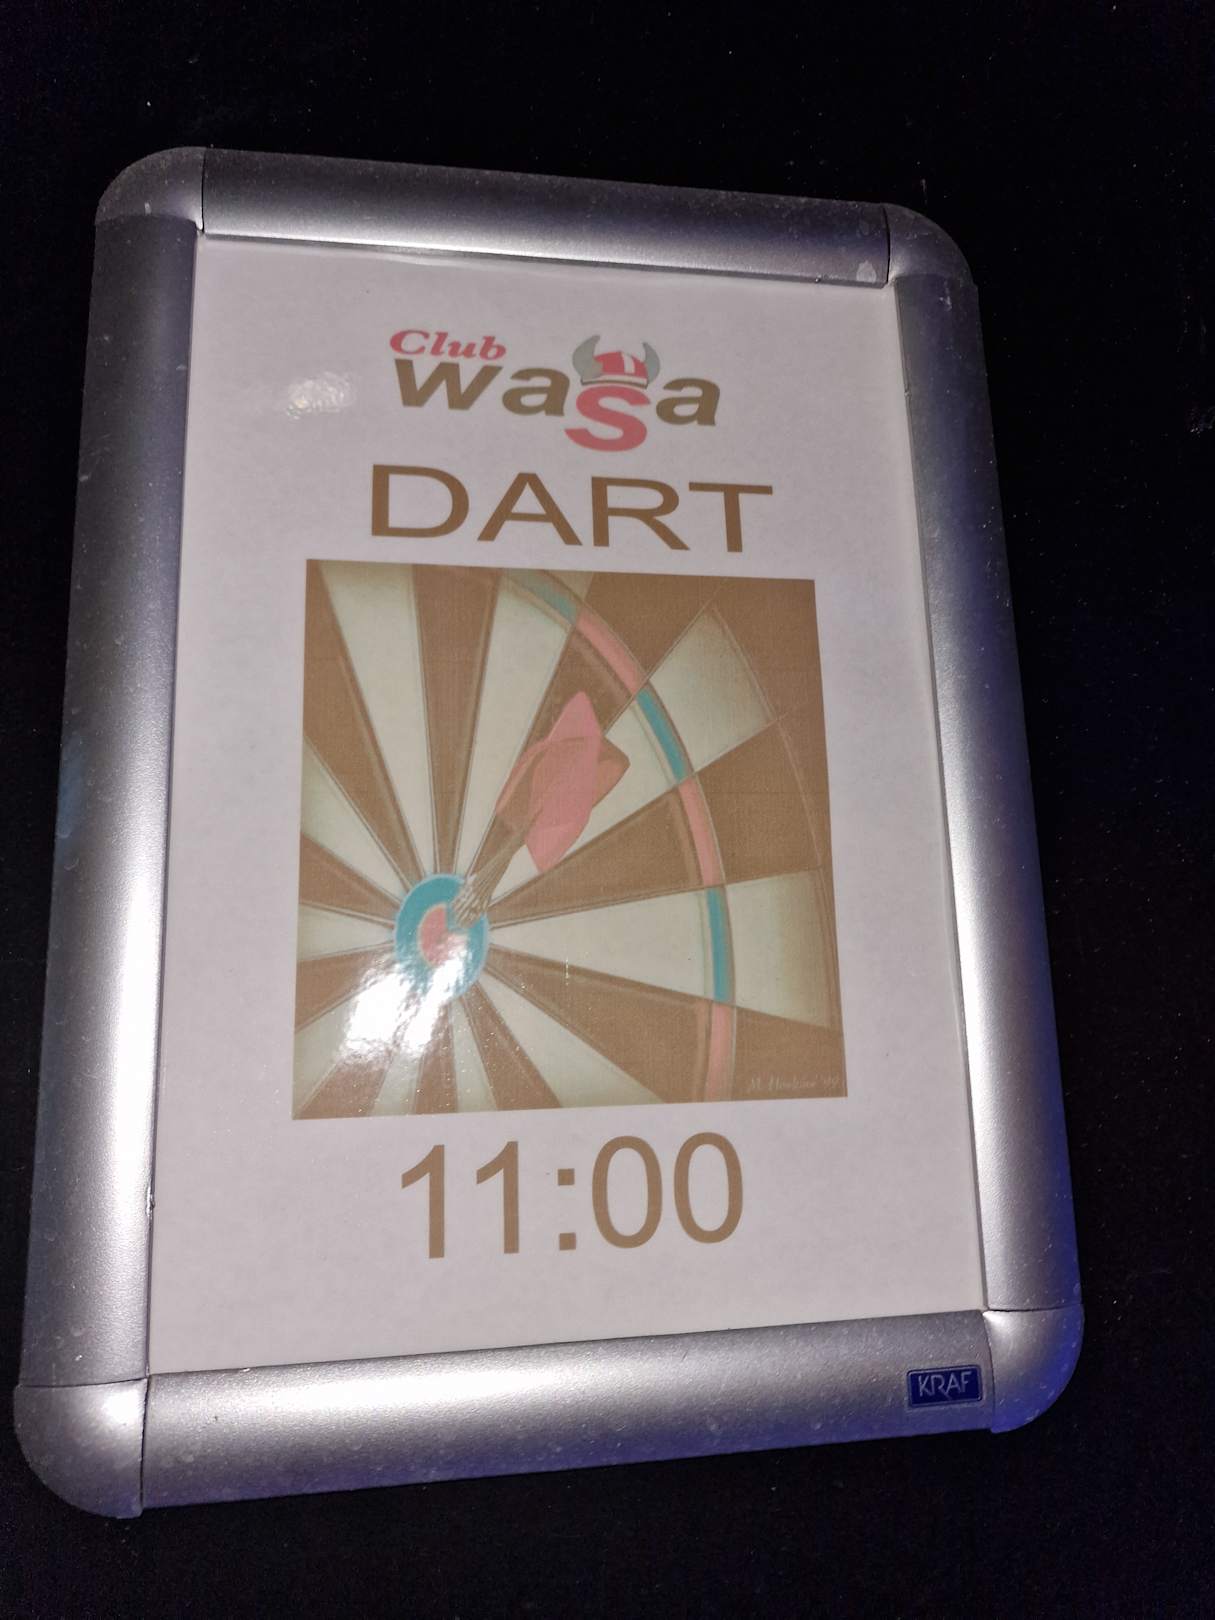 Club
wasa
DART
11:00
KRAF